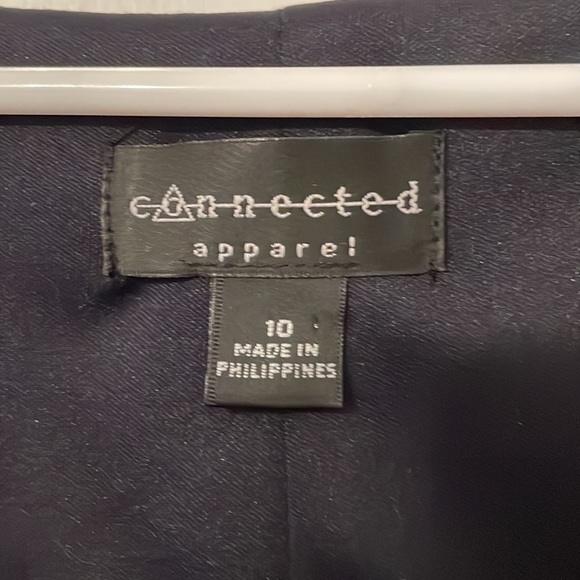 connected
apparel
10
MADE IN
PHILIPPINES